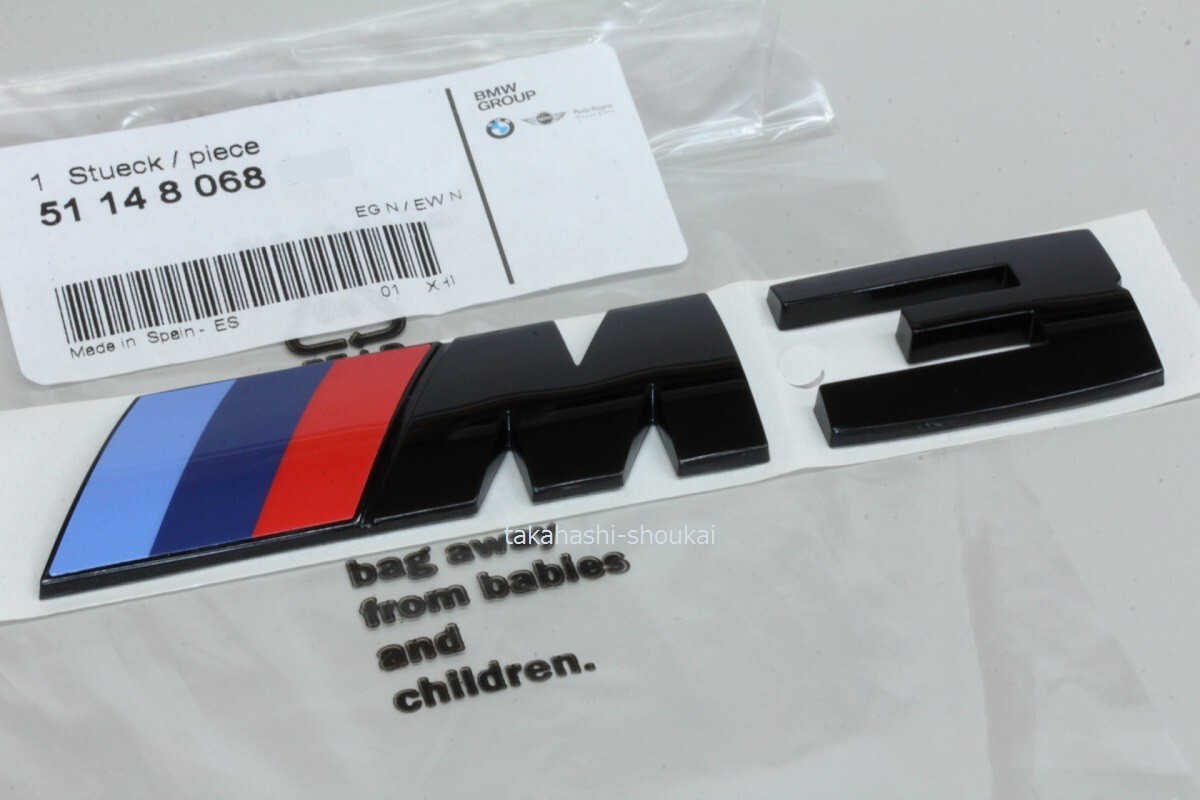 1 Stueck / piece
51 14 8 068
EG N / EW N
01 XH
Made in Spain - ES
BMW
GROUP
M3
takahashi-shoukai
bag away
from babies
and
children.